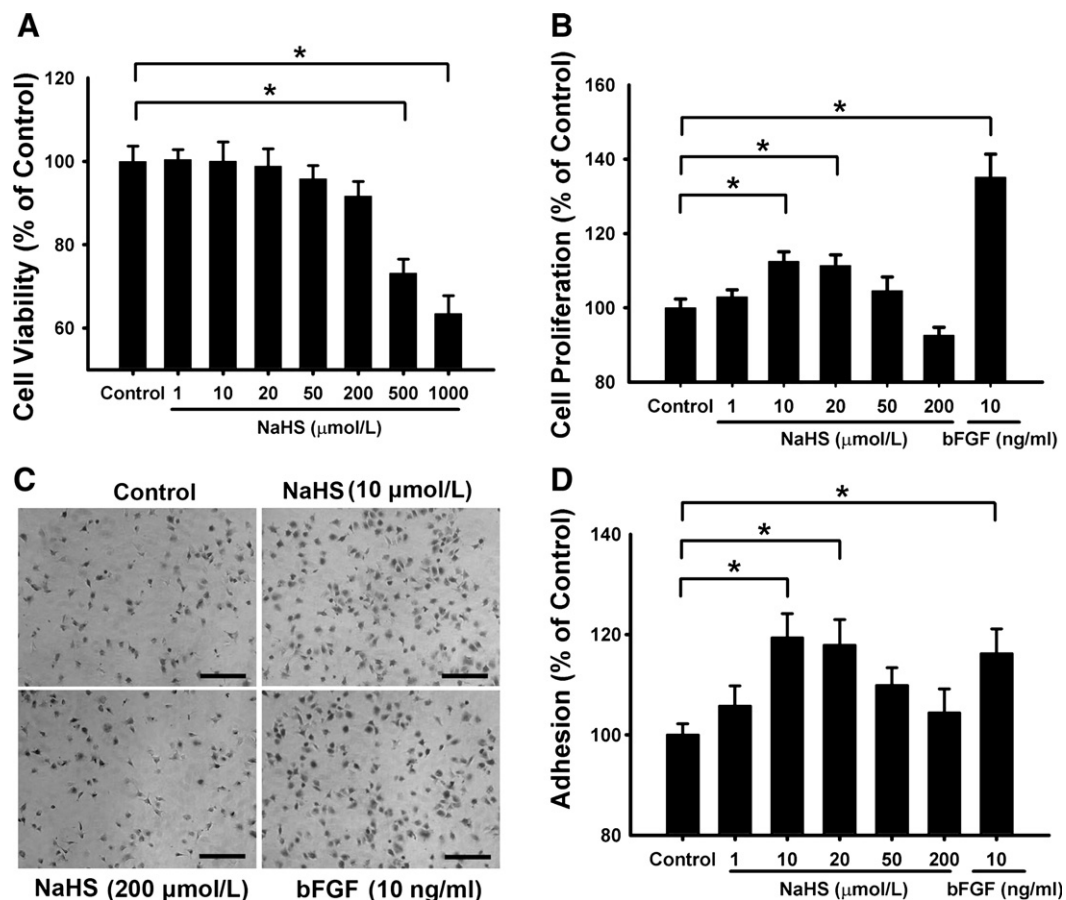 A
Cell Viability (% of Control)
120
100
80
60
*
*
Control 1 10 20 50 200 500 1000
NaHS (μmol/L)
B
Cell Proliferation (% of Control)
160
140
120
100
80
*
*
*
Control 1 10 20 50 200 10
NaHS (μmol/L) bFGF (ng/ml)
C
Control NaHS (10 μmol/L)
NaHS (200 μmol/L) bFGF (10 ng/ml)
D
Adhesion (% of Control)
140
120
100
80
*
*
*
Control 1 10 20 50 200 10
NaHS (μmol/L) bFGF (ng/ml)